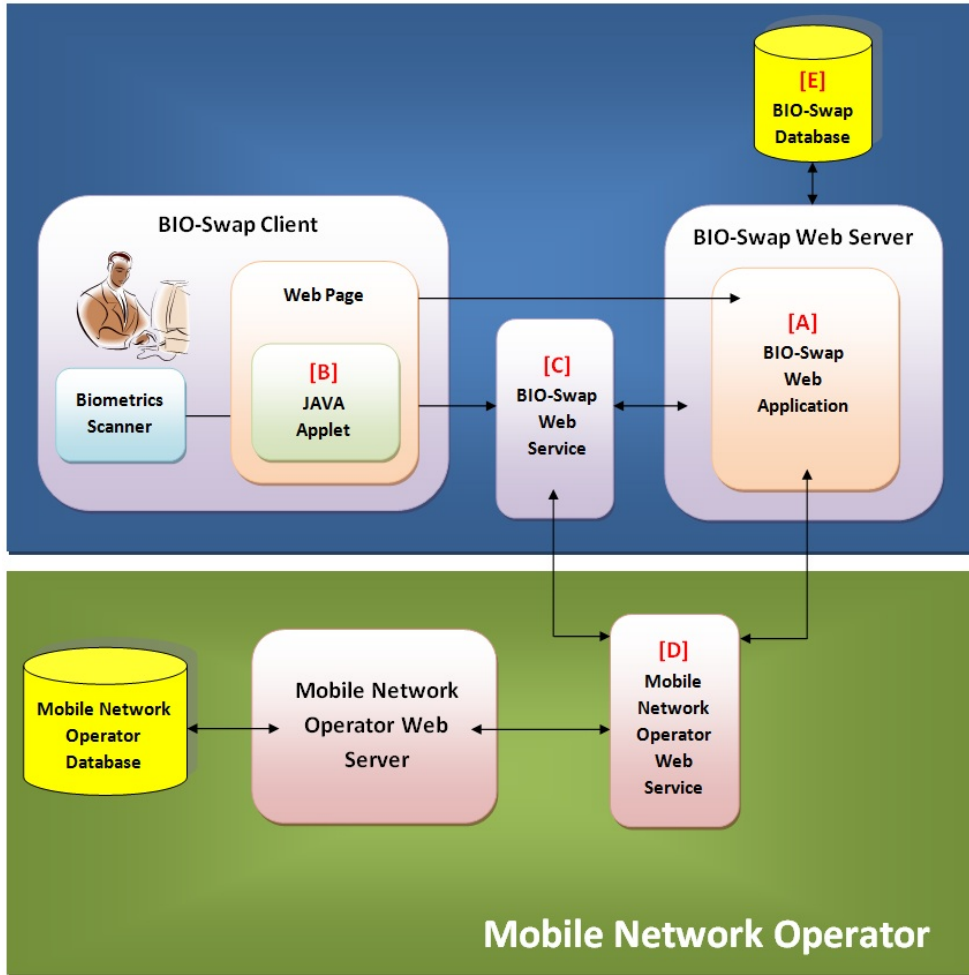 [E]
BIO-Swap
Database
BIO-Swap Client
BIO-Swap Web Server
Web Page
[A]
BIO-Swap
Web
Application
[B]
JAVA
Applet
[C]
BIO-Swap
Web
Service
Biometrics
Scanner
[D]
Mobile
Network
Operator
Web
Service
Mobile Network
Operator Web
Server
Mobile Network
Operator
Database
Mobile Network Operator